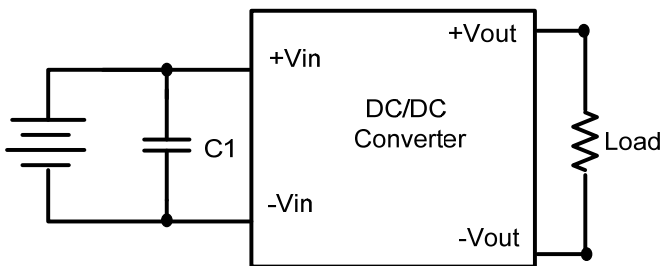 +Vout
+Vin
DC/DC
Converter
C1
Load
-Vin
-Vout